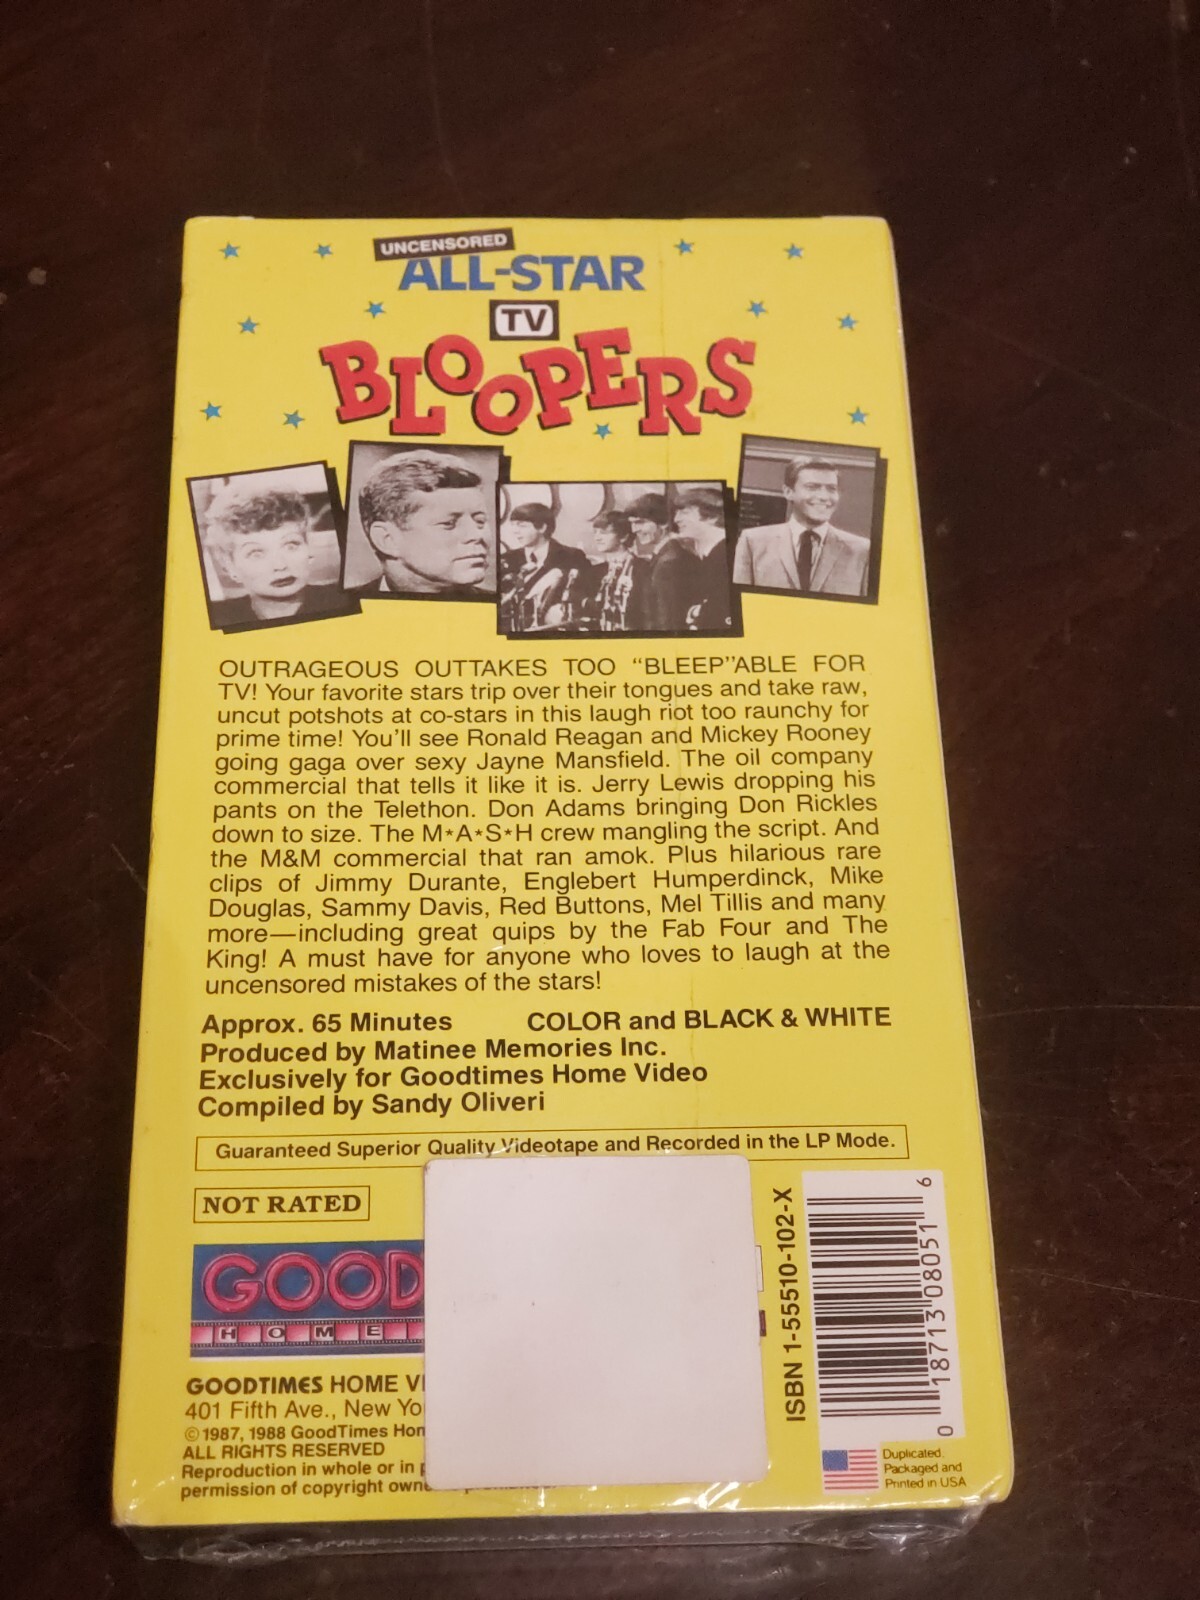 UNCENSORED
ALL-STAR
TV
BLOOPERS
OUTRAGEOUS OUTTAKES TOO "BLEEP"ABLE FOR
TV! Your favorite stars trip over their tongues and take raw,
uncut potshots at co-stars in this laugh riot too raunchy for
prime time! You'll see Ronald Reagan and Mickey Rooney
going gaga over sexy Jayne Mansfield. The oil company
commercial that tells it like it is. Jerry Lewis dropping his
pants on the Telethon. Don Adams bringing Don Rickles
down to size. The M*A*S*H crew mangling the script. And
the M&M commercial that ran amok. Plus hilarious rare
clips of Jimmy Durante, Englebert Humperdinck, Mike
Douglas, Sammy Davis, Red Buttons, Mel Tillis and many
more—including great quips by the Fab Four and The
King! A must have for anyone who loves to laugh at the
uncensored mistakes of the stars!
Approx. 65 Minutes COLOR and BLACK & WHITE
Produced by Matinee Memories Inc.
Exclusively for Goodtimes Home Video
Compiled by Sandy Oliveri
Guaranteed Superior Quality Videotape and Recorded in the LP Mode.
NOT RATED
GOOD
HOME
GOODTIMES HOME VI
401 Fifth Ave., New Yo
©1987, 1988 GoodTimes Hom
ALL RIGHTS RESERVED
Reproduction in whole or in p
permission of copyright owne
ISBN 1-55510-102-X
0 18713 08051 6
Duplicated,
Packaged and
Printed in USA